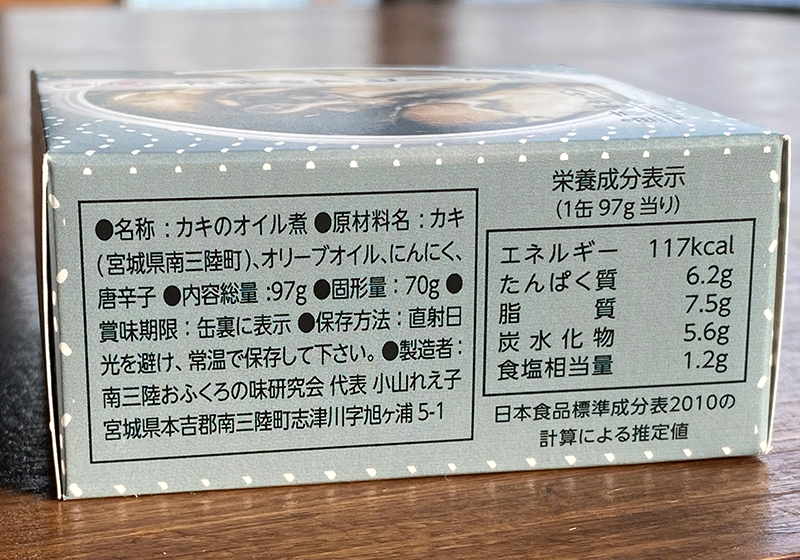 ●名称：カキのオイル煮 ●原材料名：カキ
(宮城県南三陸町)、オリーブオイル、にんにく、
唐辛子 ●内容総量：97g ●固形量：70g ●
賞味期限：缶裏に表示 ●保存方法：直射日
光を避け、常温で保存して下さい。●製造者：
南三陸おふくろの味研究会 代表 小山れえ子
宮城県本吉郡南三陸町志津川字旭ヶ浦 5-1
栄養成分表示
(1缶 97g 当り)
エネルギー 117kcal
たんぱく質 6.2g
脂質 7.5g
炭水化物 5.6g
食塩相当量 1.2g
日本食品標準成分表2010の
計算による推定値